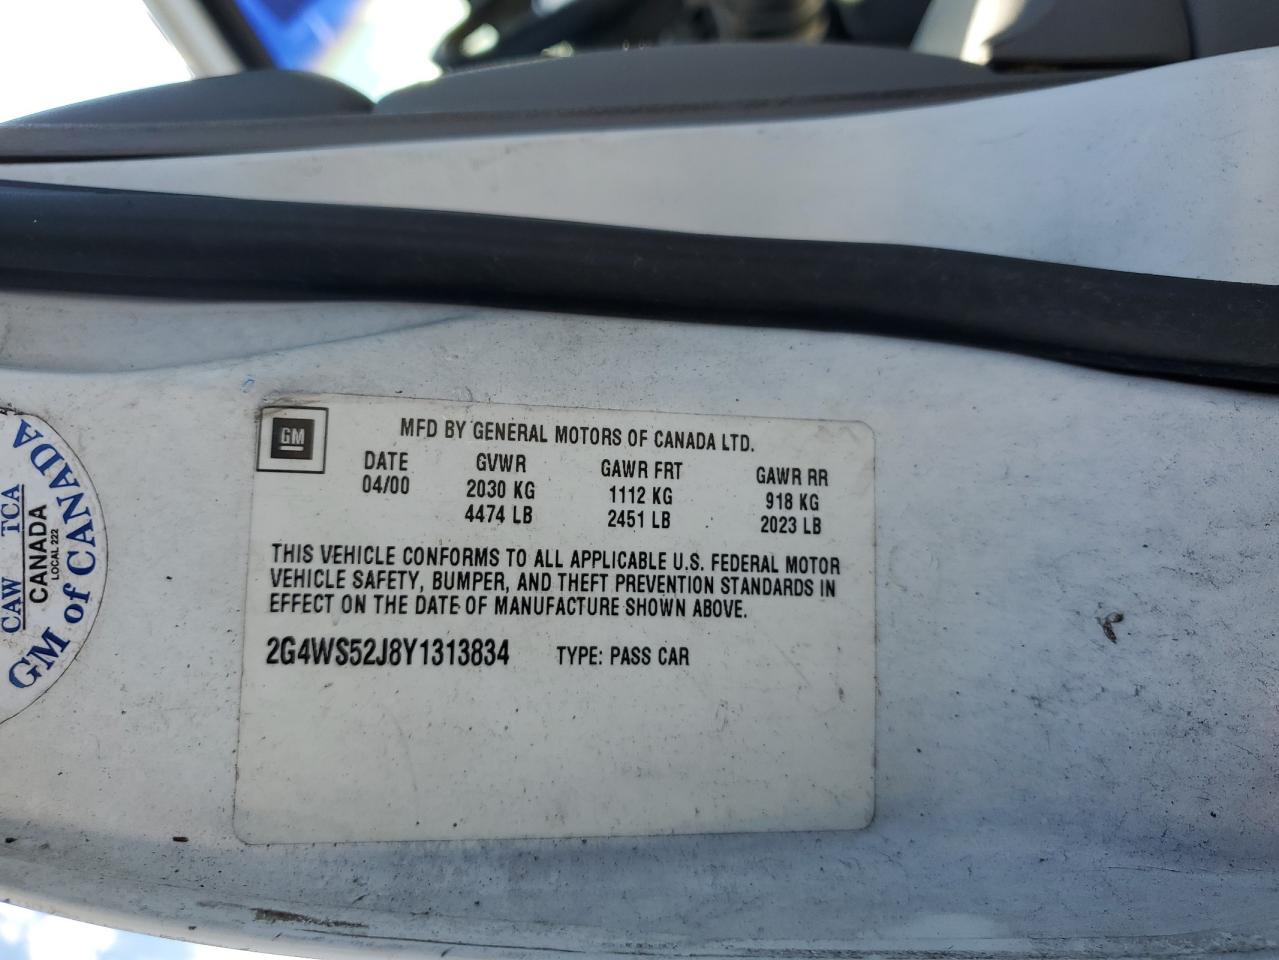 GM
MFD BY GENERAL MOTORS OF CANADA LTD.
DATE GVWR GAWR FRT GAWR RR
04/00 2030 KG 1112 KG 918 KG
4474 LB 2451 LB 2023 LB
THIS VEHICLE CONFORMS TO ALL APPLICABLE U.S. FEDERAL MOTOR
VEHICLE SAFETY, BUMPER, AND THEFT PREVENTION STANDARDS IN
EFFECT ON THE DATE OF MANUFACTURE SHOWN ABOVE.
2G4WS52J8Y1313834 TYPE: PASS CAR
CAW TCA
CANADA
LOCAL 222
GM of CANADA